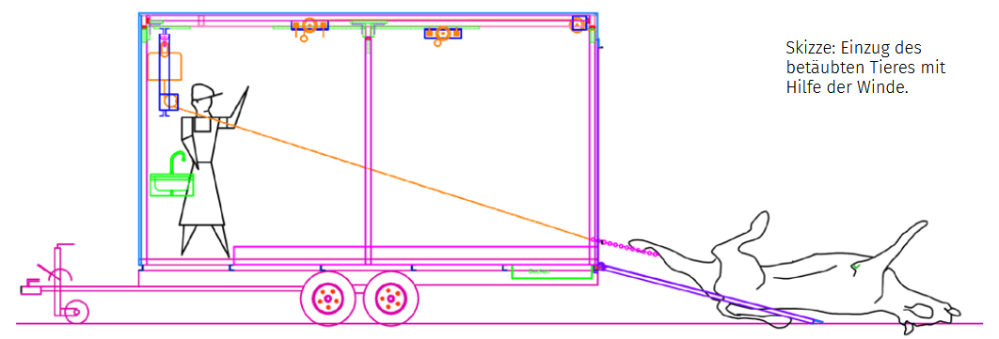 Skizze: Einzug des
betäubten Tieres mit
Hilfe der Winde.